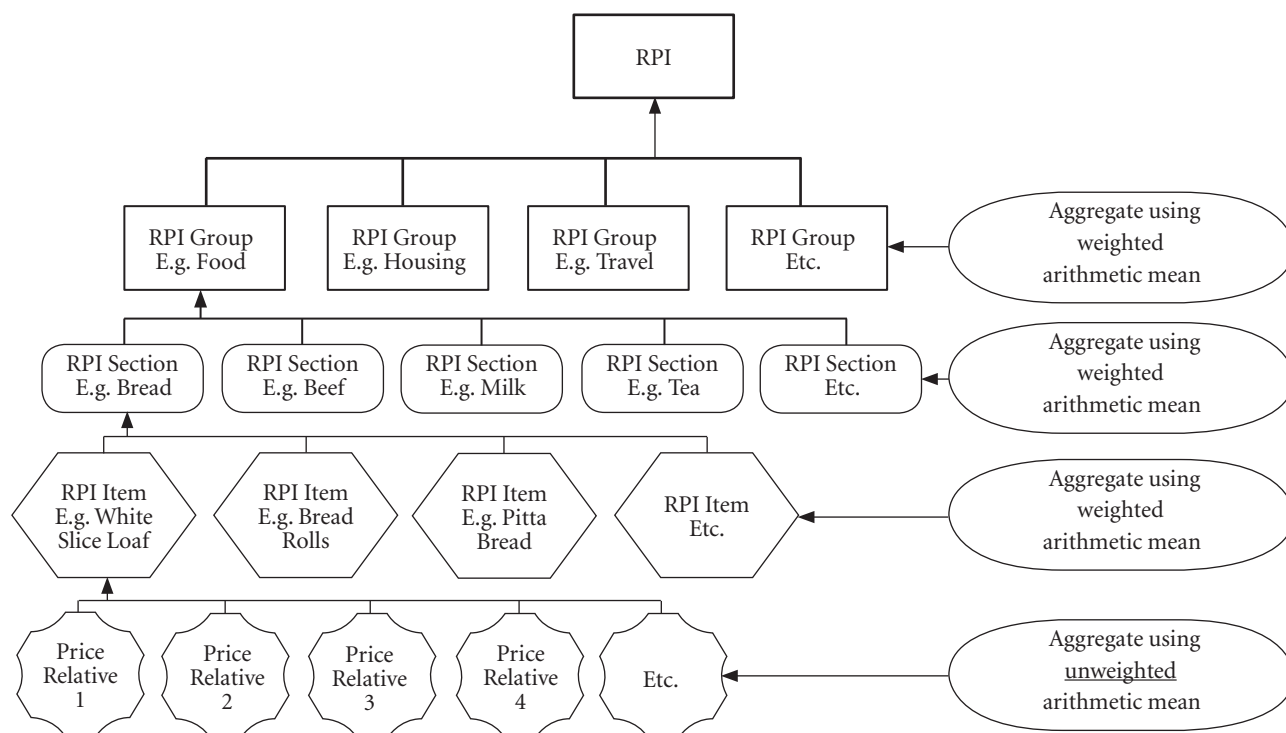 RPI
RPI Group
E.g. Food
RPI Group
E.g. Housing
RPI Group
E.g. Travel
RPI Group
Etc.
Aggregate using
weighted
arithmetic mean
RPI Section
E.g. Bread
RPI Section
E.g. Beef
RPI Section
E.g. Milk
RPI Section
E.g. Tea
RPI Section
Etc.
Aggregate using
weighted
arithmetic mean
RPI Item
E.g. White
Slice Loaf
RPI Item
E.g. Bread
Rolls
RPI Item
E.g. Pitta
Bread
RPI Item
Etc.
Aggregate using
weighted
arithmetic mean
Price
Relative
1
Price
Relative
2
Price
Relative
3
Price
Relative
4
Etc.
Aggregate using
unweighted
arithmetic mean